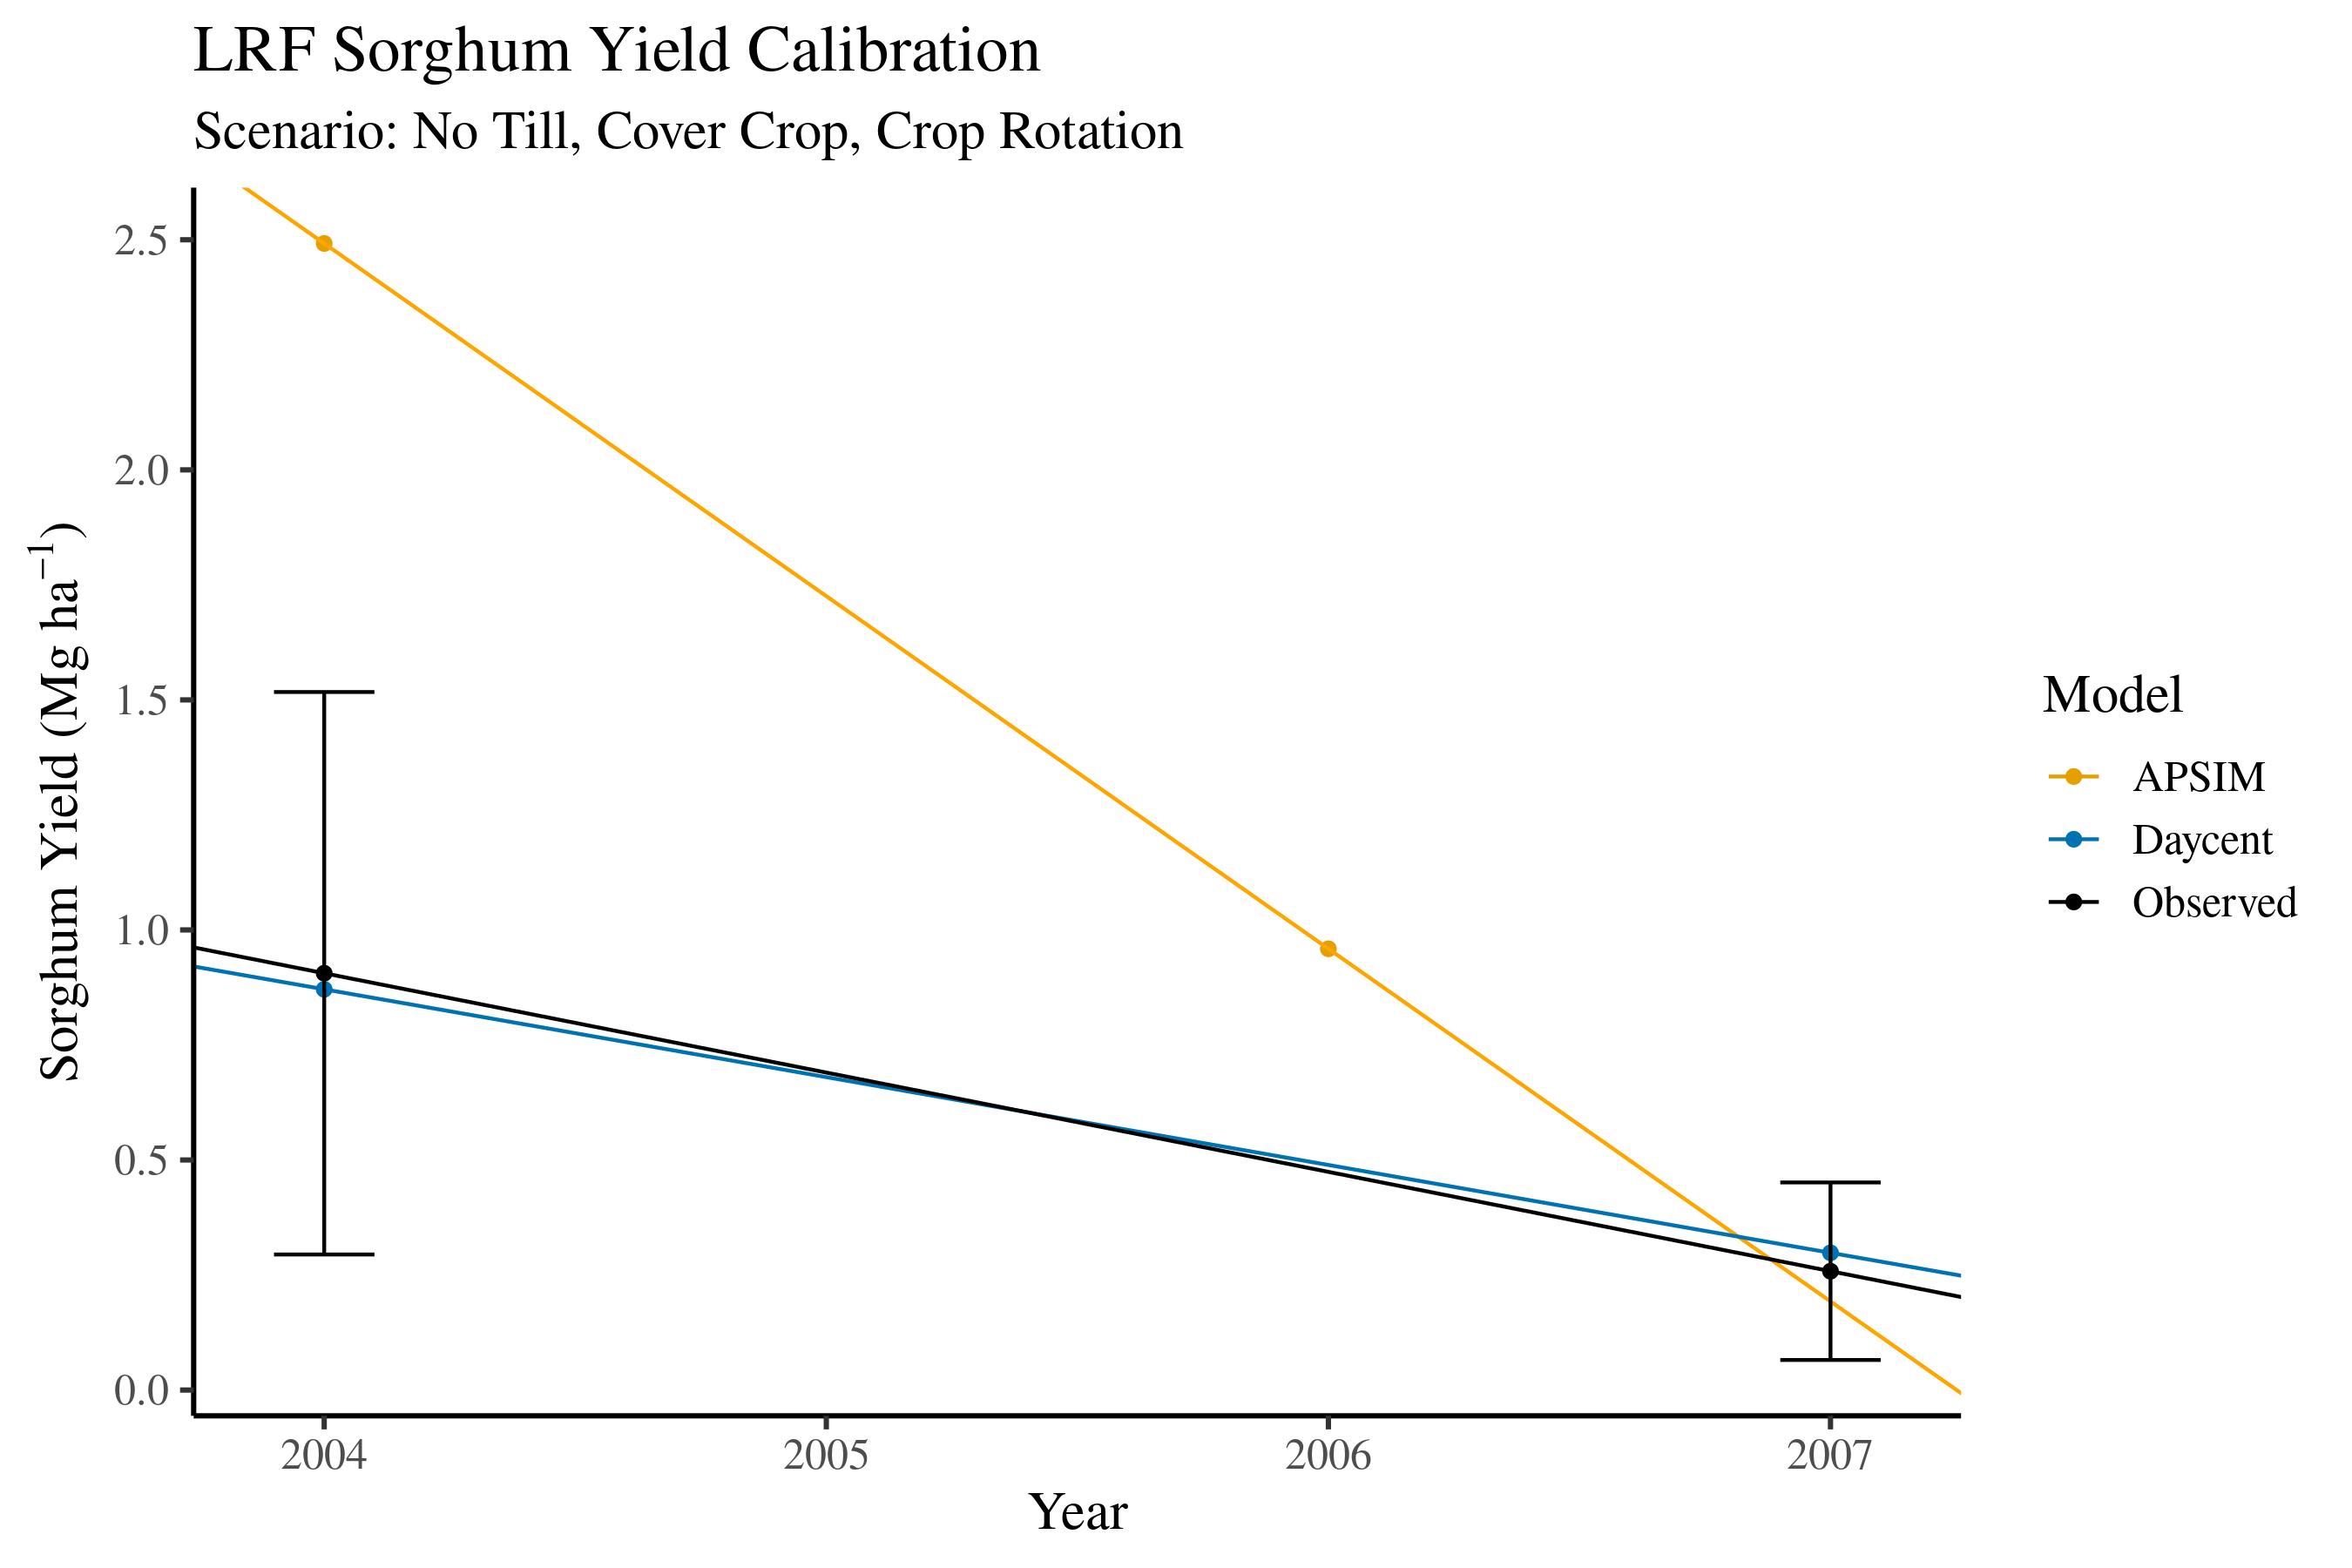 LRF Sorghum Yield Calibration
Scenario: No Till, Cover Crop, Crop Rotation
Sorghum Yield (Mg ha⁻¹)
2.5
2.0
1.5
1.0
0.5
0.0
2004 2005 2006 2007
Year
Model
APSIM
Daycent
Observed